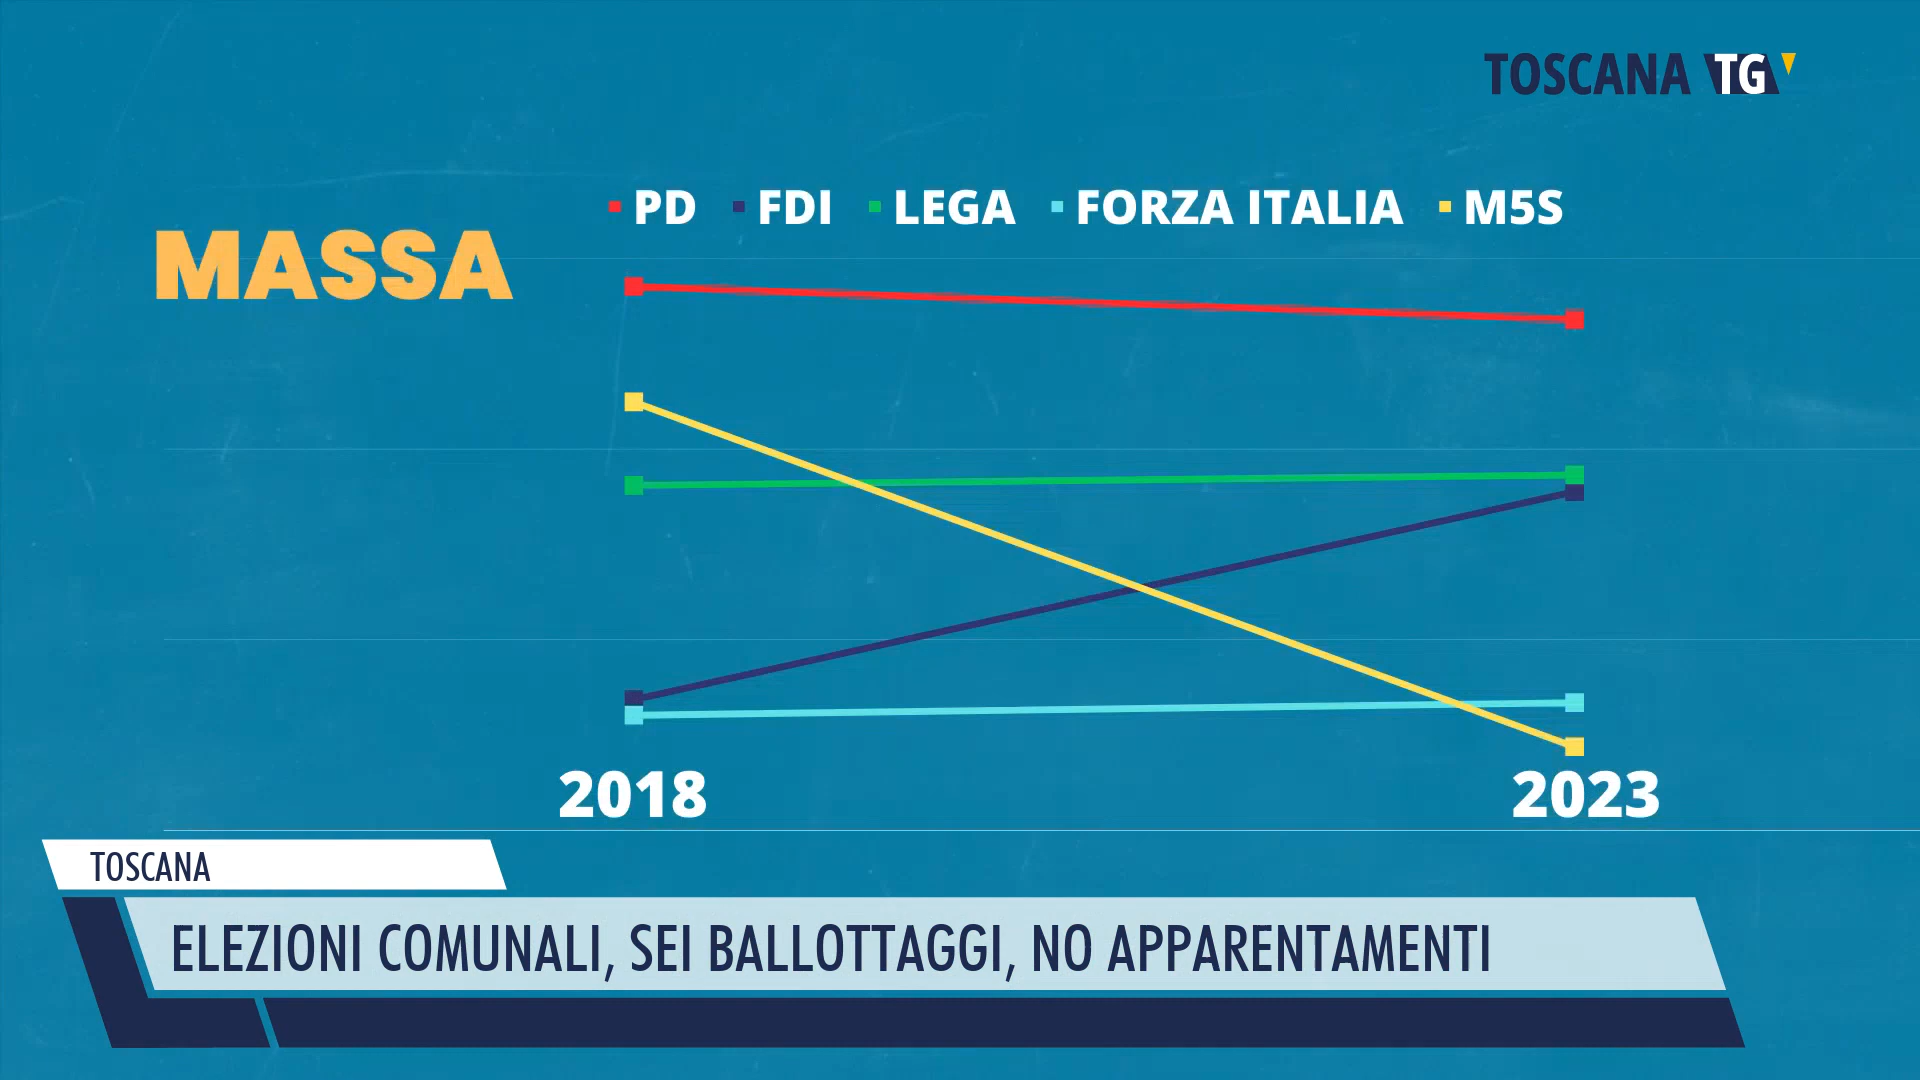 TOSCANA TG
PD FDI LEGA FORZA ITALIA M5S
MASSA
2018 2023
TOSCANA
ELEZIONI COMUNALI, SEI BALLOTTAGGI, NO APPARENTAMENTI